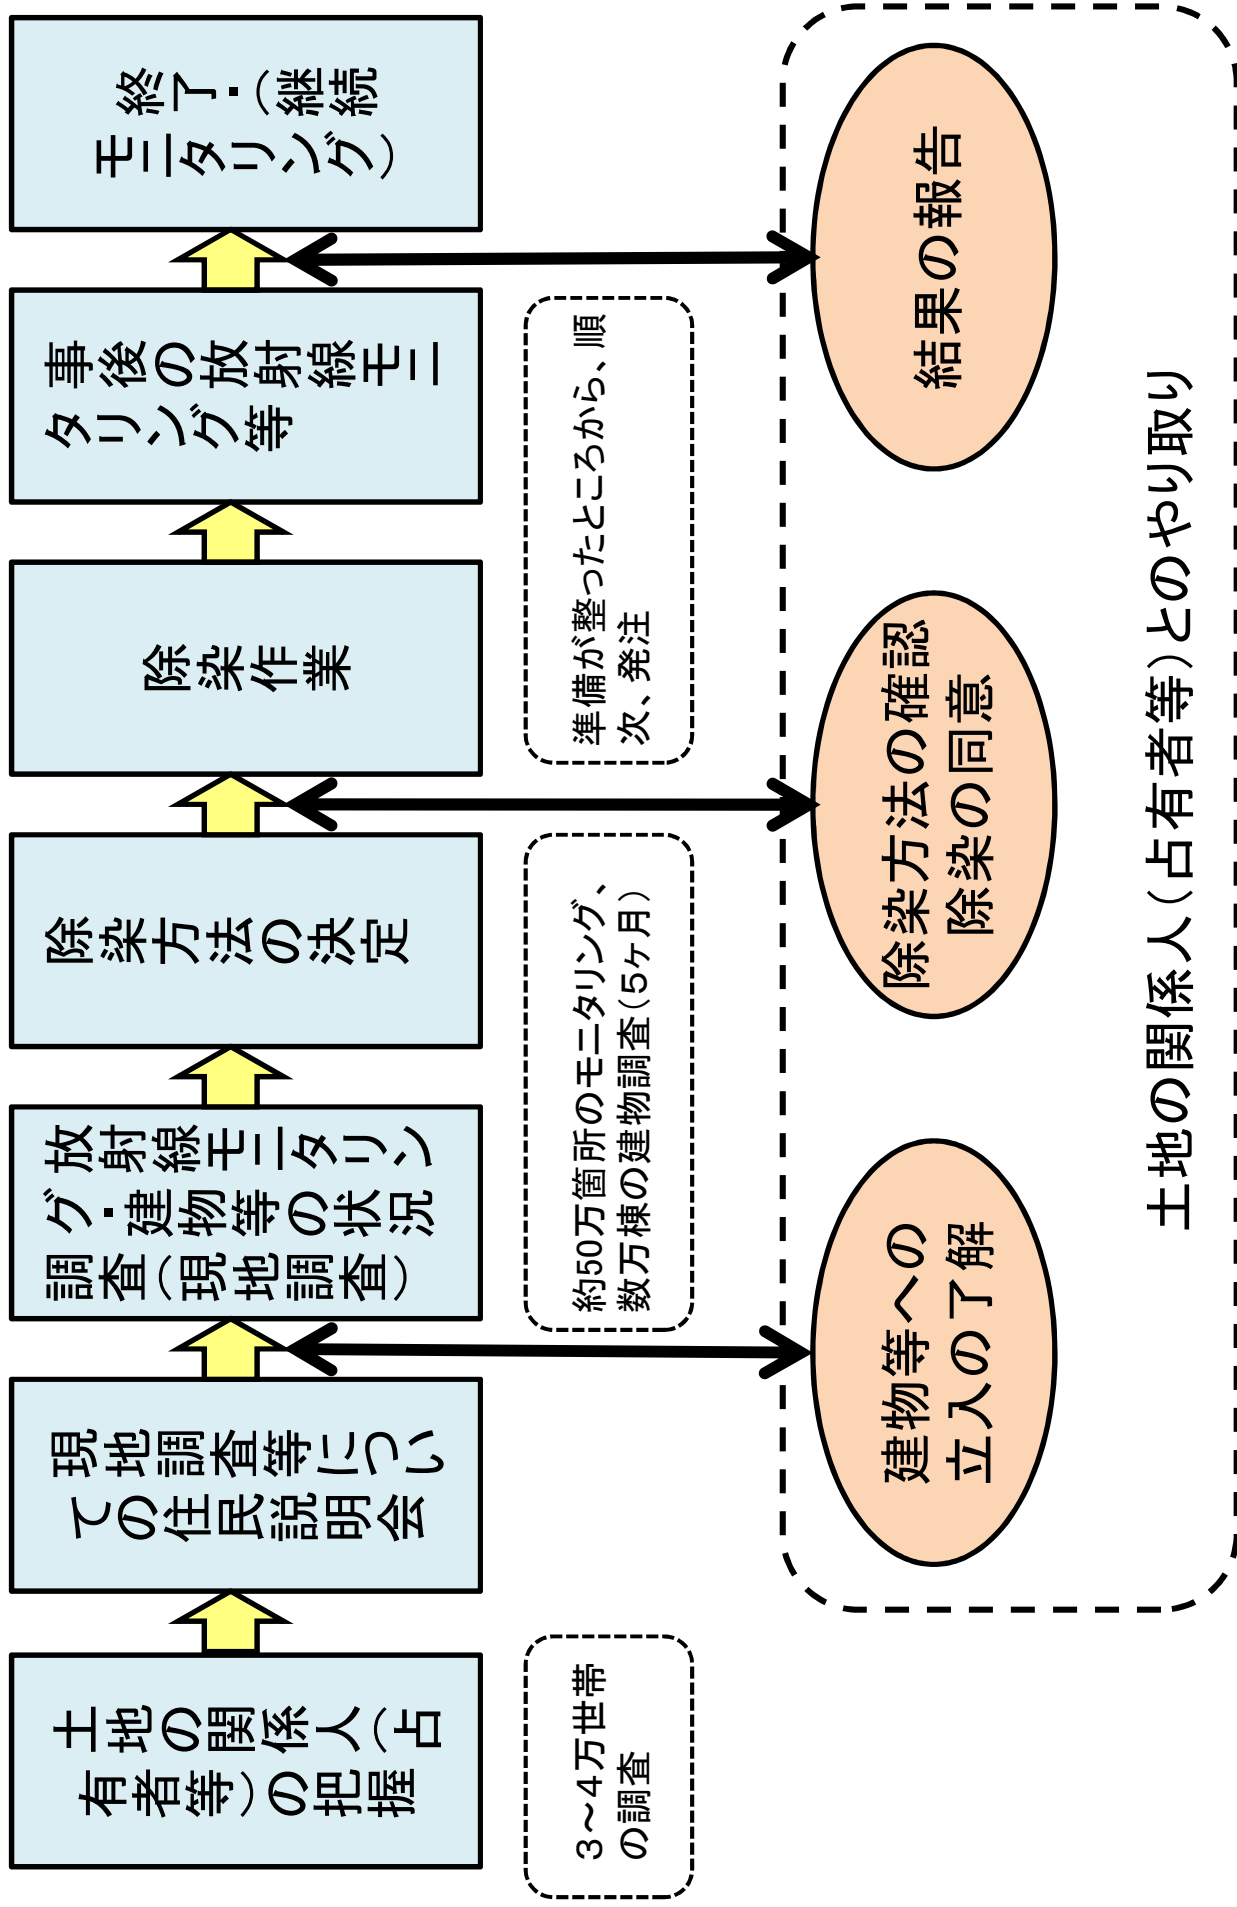 土地の関係人(占
有者等)の把握
現地調査等につい
ての住民説明会
放射線モニタリン
グ・建物等の状況
調査(現地調査)
除染方法の決定
除染作業
事後の放射線モニ
タリング等
終了・(継続
モニタリング)
3～4万世帯
の調査
約50万箇所のモニタリング、
数万棟の建物調査(5ヶ月)
準備が整ったところから、順
次、発注
建物等への
立入の了解
除染方法の確認
除染の同意
結果の報告
土地の関係人(占有者等)とのやり取り